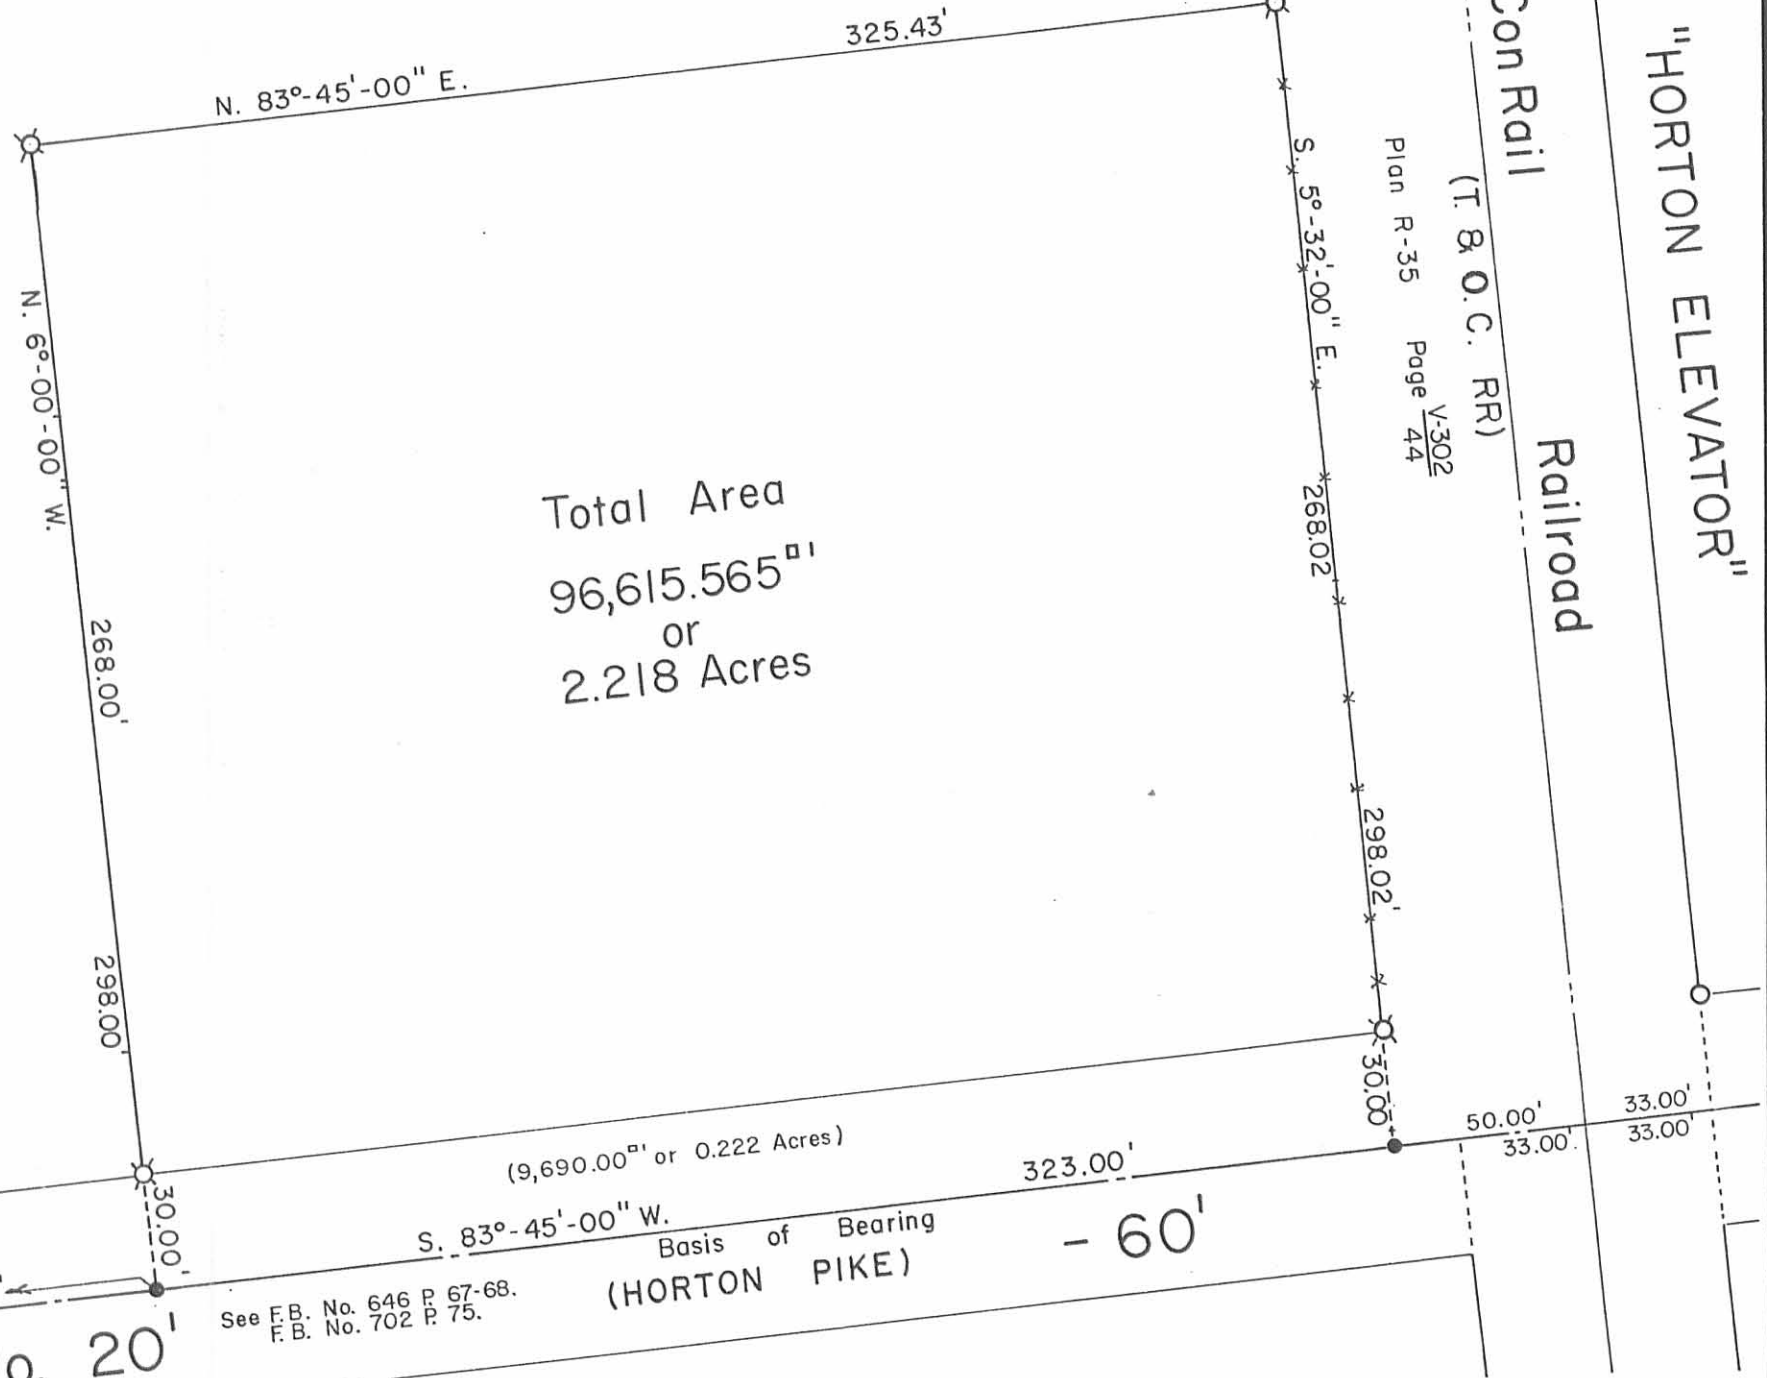 325.43'
N. 83°-45'-00" E.
S. 5°-32'-00" E.
Plan R-35 Page V-302
44
(T. & O. C. RR)
Con Rail Railroad
"HORTON ELEVATOR"
N. 6°-00'-00" W.
Total Area
96,615.565□'
or
2.218 Acres
268.02
268.00'
298.02'
298.00'
30.00'
50.00'
33.00'
33.00'
33.00'
(9,690.00□' or 0.222 Acres)
323.00'
30.00'
S. 83°-45'-00" W.
Basis of Bearing
- 60'
(HORTON PIKE)
See F.B. No. 646 P. 67-68.
F.B. No. 702 P. 75.
20'